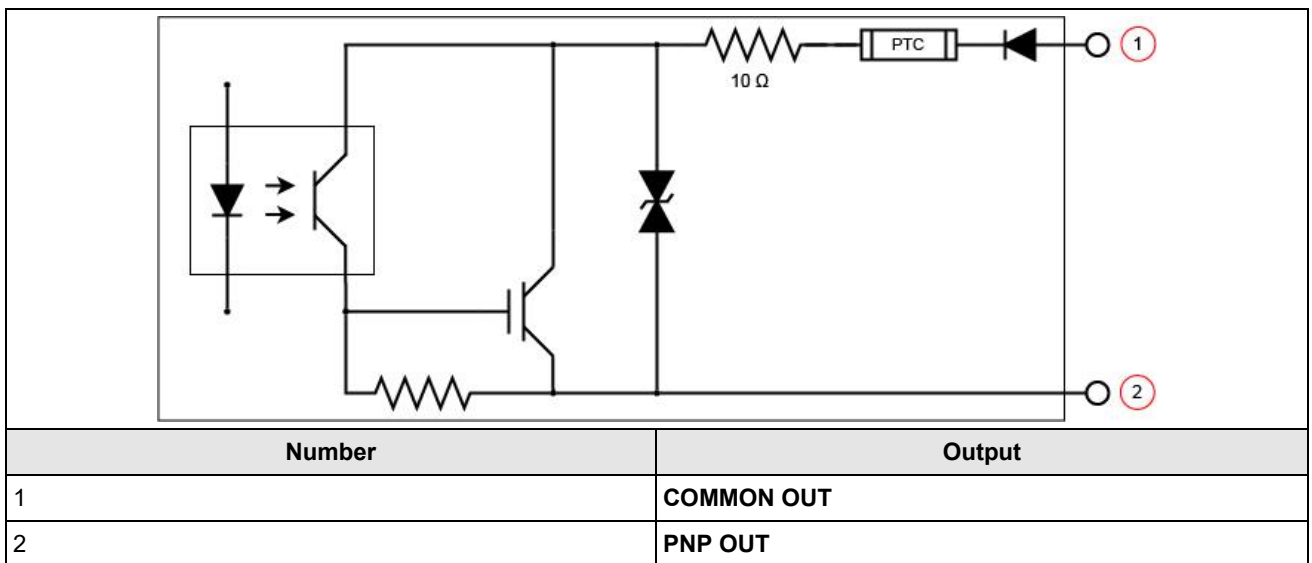 PTC
1
10 Ω
2
Number Output
1 COMMON OUT
2 PNP OUT